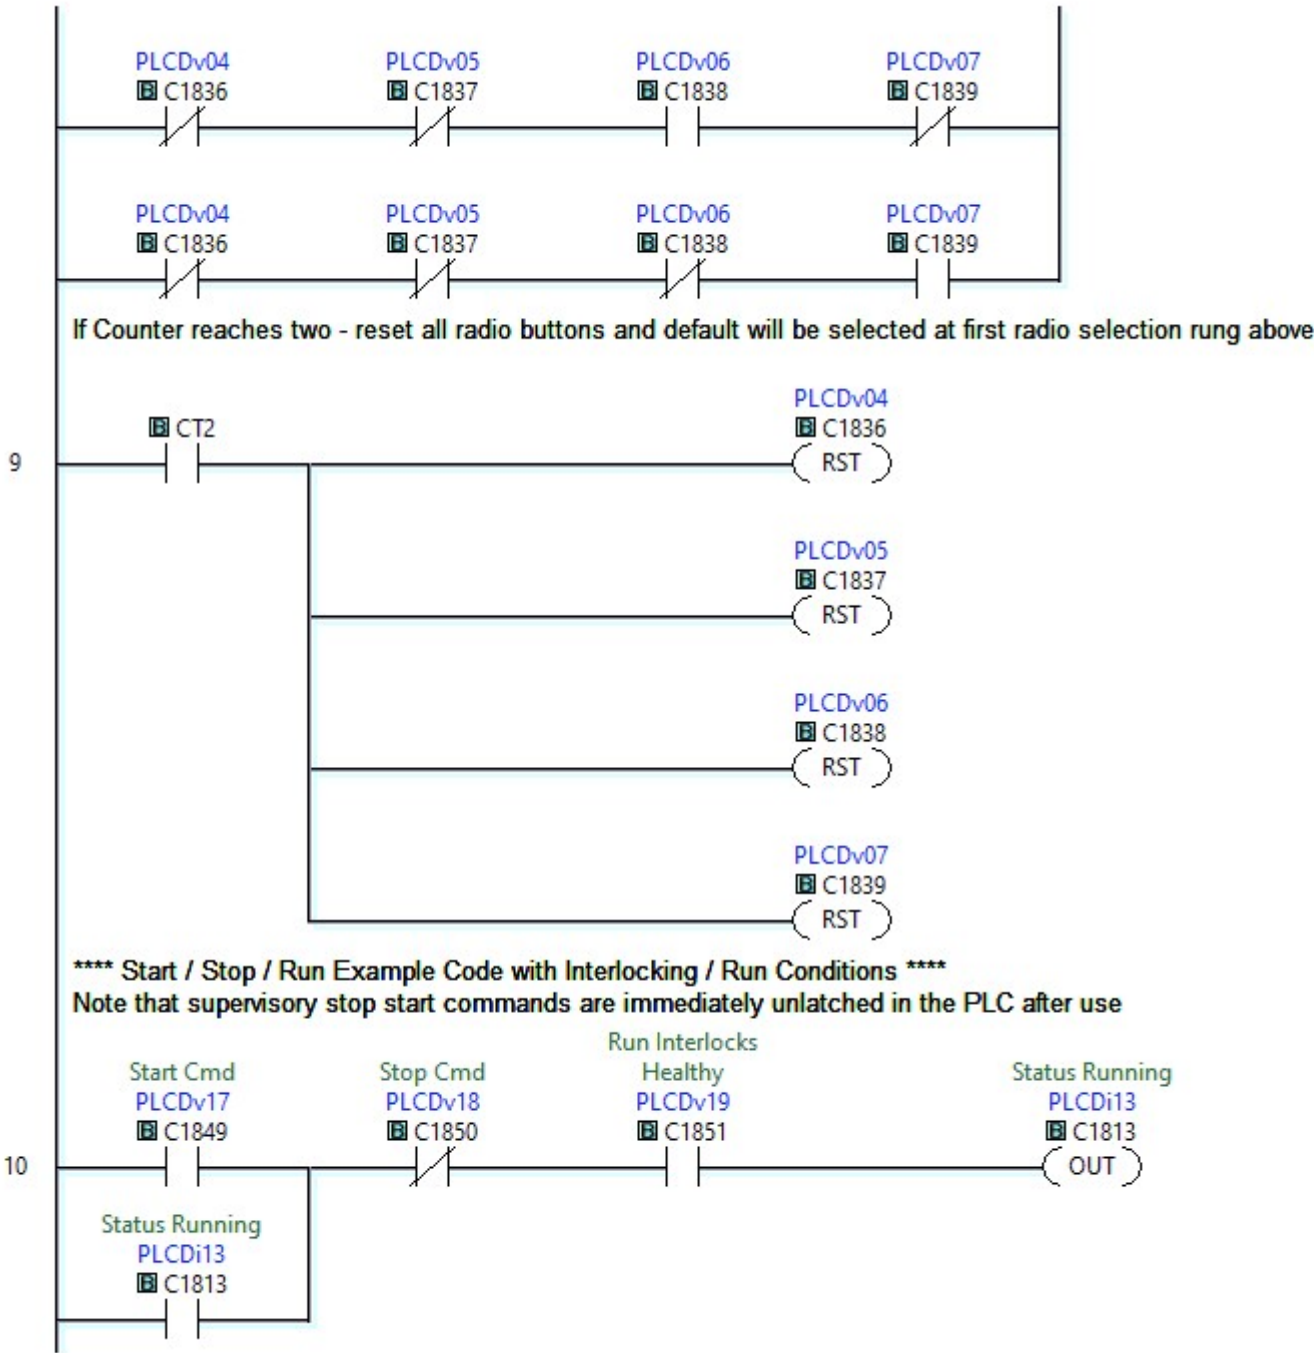 PLCDv04 PLCDv05 PLCDv06 PLCDv07
B C1836 B C1837 B C1838 B C1839
PLCDv04 PLCDv05 PLCDv06 PLCDv07
B C1836 B C1837 B C1838 B C1839
If Counter reaches two - reset all radio buttons and default will be selected at first radio selection rung above
PLCDv04
B CT2 B C1836
9 RST
PLCDv05
B C1837
RST
PLCDv06
B C1838
RST
PLCDv07
B C1839
RST
**** Start / Stop / Run Example Code with Interlocking / Run Conditions ****
Note that supervisory stop start commands are immediately unlatched in the PLC after use
Run Interlocks
Start Cmd Stop Cmd Healthy Status Running
PLCDv17 PLCDv18 PLCDv19 PLCDi13
B C1849 B C1850 B C1851 B C1813
10 OUT
Status Running
PLCDi13
B C1813